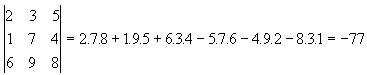 |2 3 5|
|1 7 4| = 2.7.8 + 1.9.5 + 6.3.4 − 5.7.6 − 4.9.2 − 8.3.1 = −77
|6 9 8|